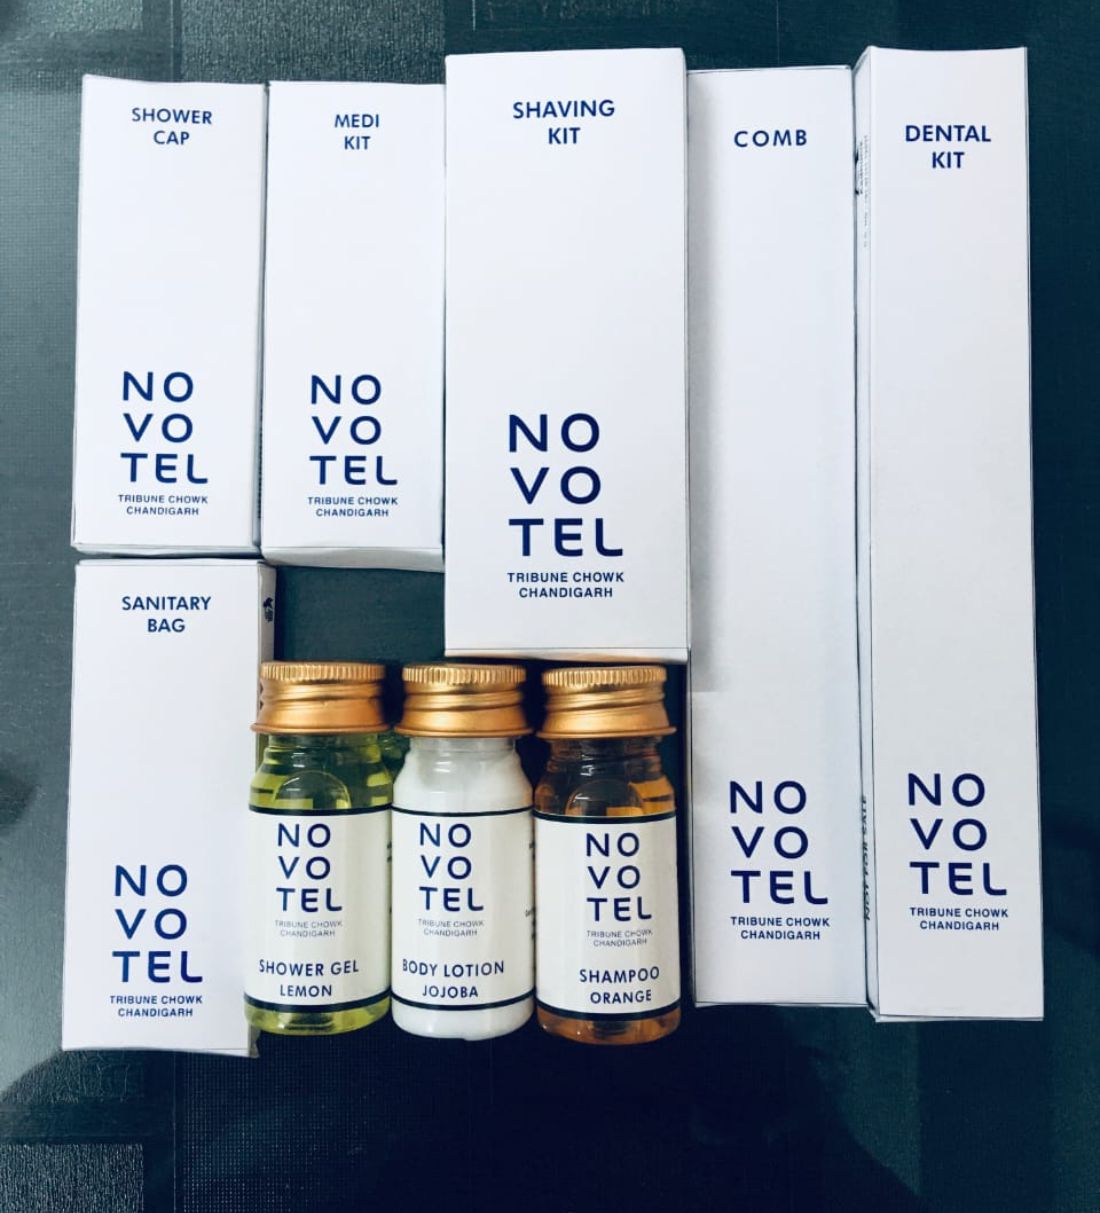 SHOWER
CAP
NO
VO
TEL
TRIBUNE CHOWK
CHANDIGARH
MEDI
KIT
NO
VO
TEL
TRIBUNE CHOWK
CHANDIGARH
SHAVING
KIT
NO
VO
TEL
TRIBUNE CHOWK
CHANDIGARH
COMB
NO
VO
TEL
TRIBUNE CHOWK
CHANDIGARH
NOT FOR SALE
DENTAL
KIT
NO
VO
TEL
TRIBUNE CHOWK
CHANDIGARH
SANITARY
BAG
NO
VO
TEL
TRIBUNE CHOWK
CHANDIGARH
NO
VO
TEL
TRIBUNE CHOWK
CHANDIGARH
SHOWER GEL
LEMON
NO
VO
TEL
TRIBUNE CHOWK
CHANDIGARH
BODY LOTION
JOJOBA
NO
VO
TEL
TRIBUNE CHOWK
CHANDIGARH
SHAMPOO
ORANGE